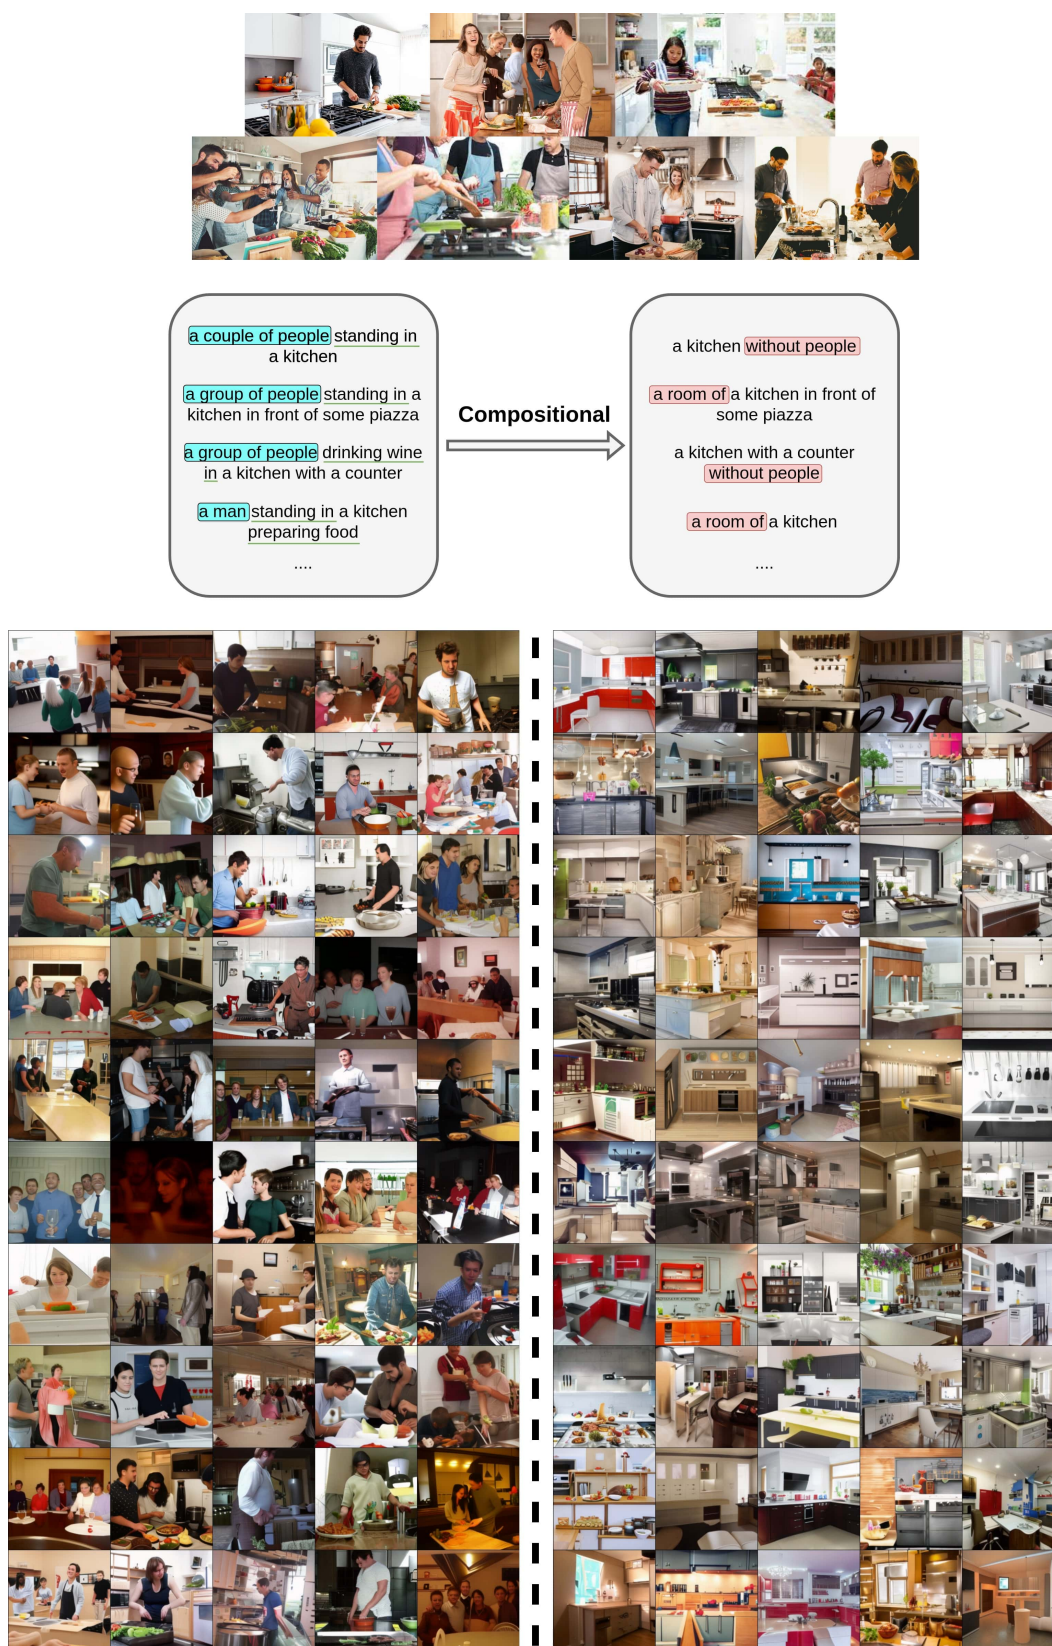 a couple of people standing in
a kitchen
a group of people standing in a
kitchen in front of some piazza
a group of people drinking wine
in a kitchen with a counter
a man standing in a kitchen
preparing food
....
Compositional
a kitchen without people
a room of a kitchen in front of
some piazza
a kitchen with a counter
without people
a room of a kitchen
....